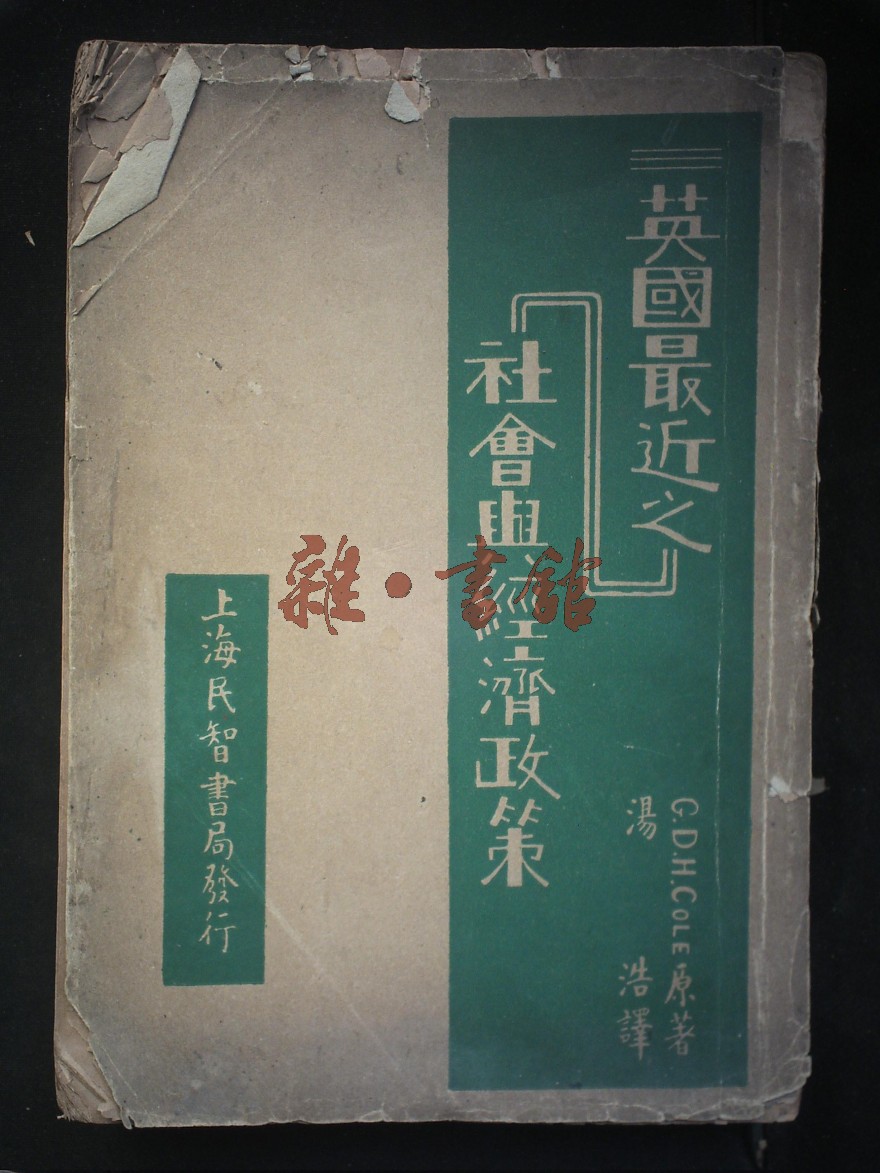 英國最近之
社會與經濟政策
G.D.H.COLE原著
湯浩譯
上海民智書局發行
雜·書館